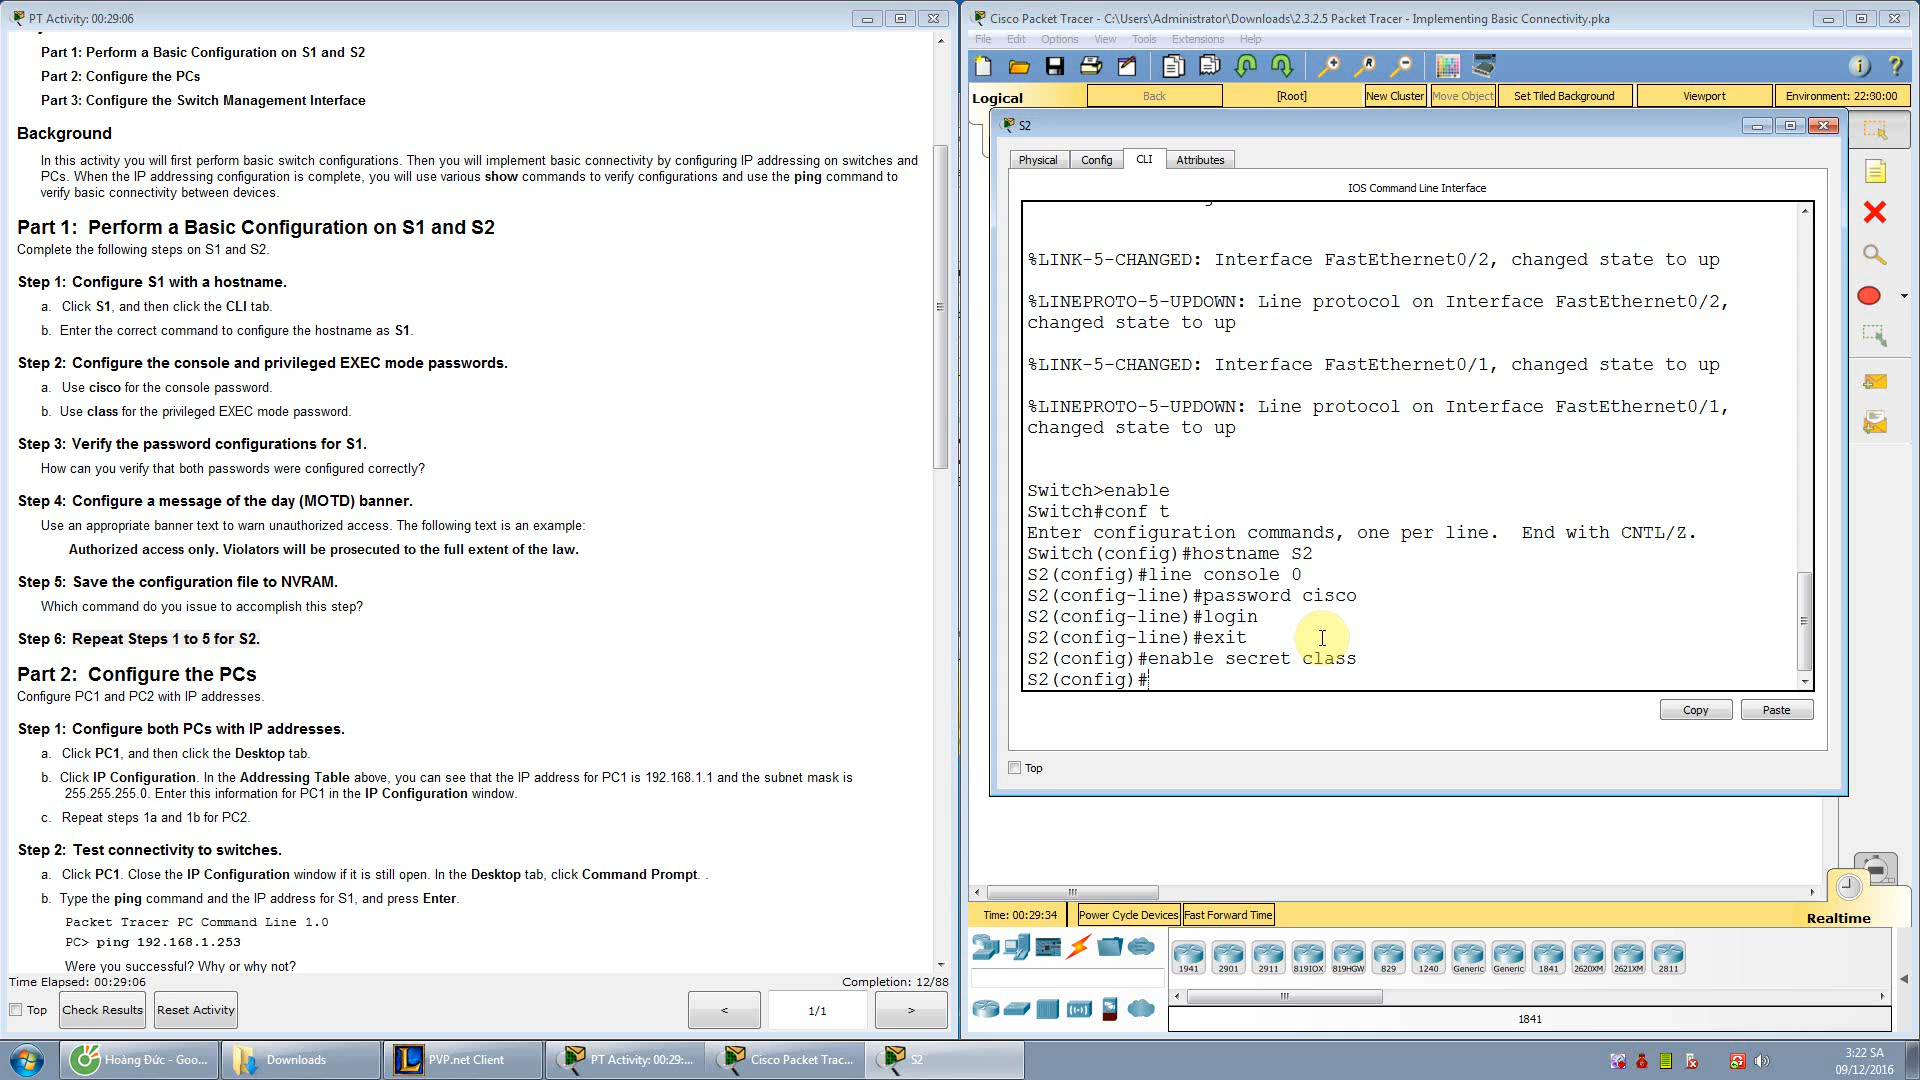 PT Activity: 00:29:06
Part 1: Perform a Basic Configuration on S1 and S2
Part 2: Configure the PCs
Part 3: Configure the Switch Management Interface
Background
In this activity you will first perform basic switch configurations. Then you will implement basic connectivity by configuring IP addressing on switches and
PCs. When the IP addressing configuration is complete, you will use various show commands to verify configurations and use the ping command to
verify basic connectivity between devices.
Part 1: Perform a Basic Configuration on S1 and S2
Complete the following steps on S1 and S2.
Step 1: Configure S1 with a hostname.
a. Click S1, and then click the CLI tab.
b. Enter the correct command to configure the hostname as S1.
Step 2: Configure the console and privileged EXEC mode passwords.
a. Use cisco for the console password.
b. Use class for the privileged EXEC mode password.
Step 3: Verify the password configurations for S1.
How can you verify that both passwords were configured correctly?
Step 4: Configure a message of the day (MOTD) banner.
Use an appropriate banner text to warn unauthorized access. The following text is an example:
Authorized access only. Violators will be prosecuted to the full extent of the law.
Step 5: Save the configuration file to NVRAM.
Which command do you issue to accomplish this step?
Step 6: Repeat Steps 1 to 5 for S2.
Part 2: Configure the PCs
Configure PC1 and PC2 with IP addresses.
Step 1: Configure both PCs with IP addresses.
a. Click PC1, and then click the Desktop tab.
b. Click IP Configuration. In the Addressing Table above, you can see that the IP address for PC1 is 192.168.1.1 and the subnet mask is
255.255.255.0. Enter this information for PC1 in the IP Configuration window.
c. Repeat steps 1a and 1b for PC2.
Step 2: Test connectivity to switches.
a. Click PC1. Close the IP Configuration window if it is still open. In the Desktop tab, click Command Prompt. .
b. Type the ping command and the IP address for S1, and press Enter.
Packet Tracer PC Command Line 1.0
PC> ping 192.168.1.253
Were you successful? Why or why not?
Time Elapsed: 00:29:06
Completion: 12/88
Top
Check Results
Reset Activity
<
1/1
>
Cisco Packet Tracer - C:\Users\Administrator\Downloads\2.3.2.5 Packet Tracer - Implementing Basic Connectivity.pka
File Edit Options View Tools Extensions Help
Logical
Back
[Root]
New Cluster
Move Object
Set Tiled Background
Viewport
Environment: 22:30:00
S2
Physical
Config
CLI
Attributes
IOS Command Line Interface
%LINK-5-CHANGED: Interface FastEthernet0/2, changed state to up
%LINEPROTO-5-UPDOWN: Line protocol on Interface FastEthernet0/2,
changed state to up
%LINK-5-CHANGED: Interface FastEthernet0/1, changed state to up
%LINEPROTO-5-UPDOWN: Line protocol on Interface FastEthernet0/1,
changed state to up
Switch>enable
Switch#conf t
Enter configuration commands, one per line.  End with CNTL/Z.
Switch(config)#hostname S2
S2(config)#line console 0
S2(config-line)#password cisco
S2(config-line)#login
S2(config-line)#exit
S2(config)#enable secret class
S2(config)#
Copy
Paste
Top
Time: 00:29:34
Power Cycle Devices
Fast Forward Time
Realtime
1941
2901
2911
819IOX
819HGW
829
1240
Generic
Generic
1841
2620XM
2621XM
2811
1841
Hoàng Đức - Goo...
Downloads
PVP.net Client
PT Activity: 00:29:...
Cisco Packet Trac...
S2
3:22 SA
09/12/2016